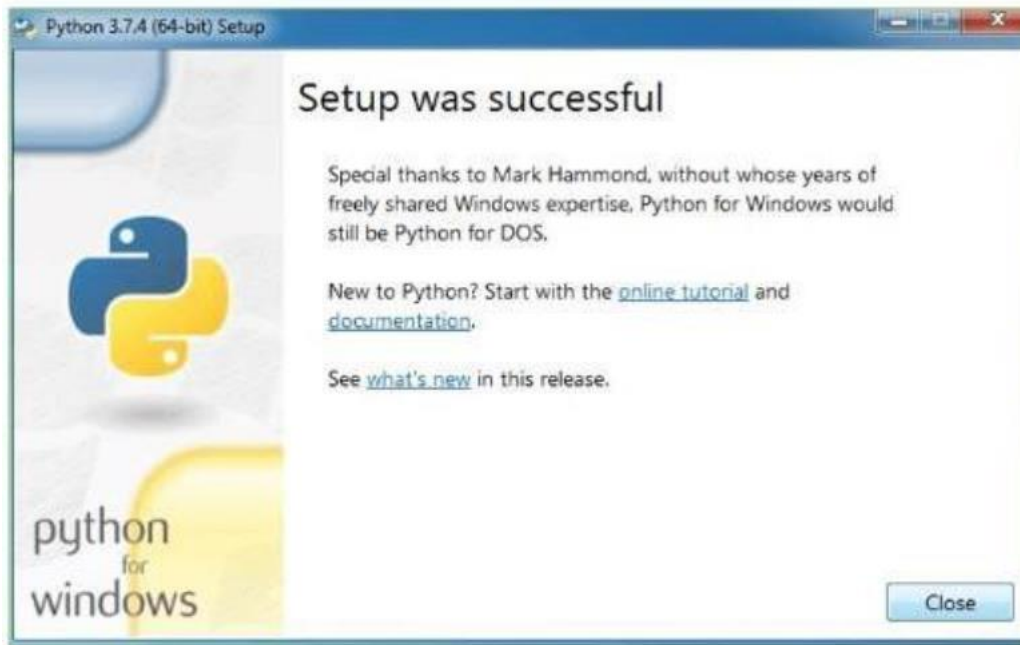 Python 3.7.4 (64-bit) Setup
Setup was successful
Special thanks to Mark Hammond, without whose years of
freely shared Windows expertise, Python for Windows would
still be Python for DOS.
New to Python? Start with the online tutorial and
documentation.
See what's new in this release.
python
for
windows
Close